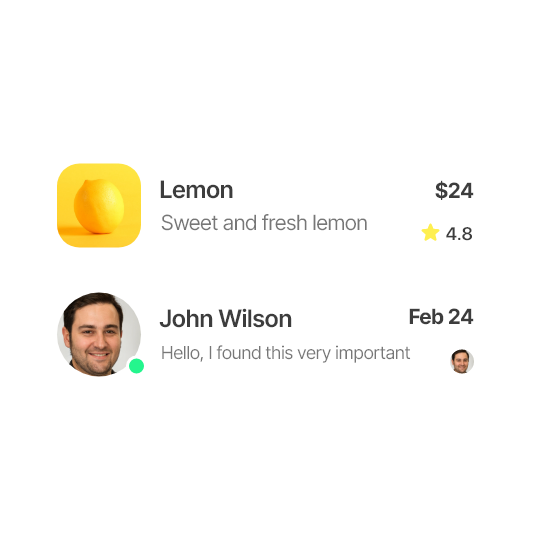 Lemon
$24
Sweet and fresh lemon
4.8
John Wilson
Feb 24
Hello, I found this very important